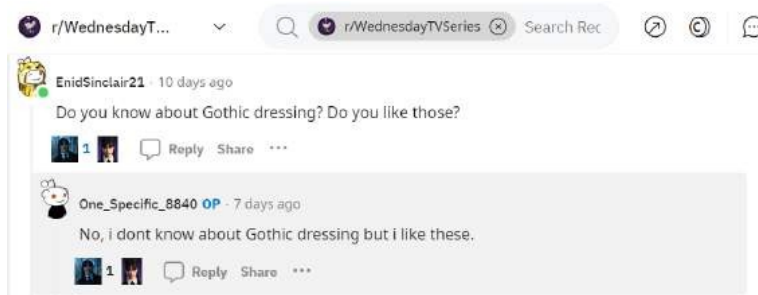 r/WednesdayT...
r/WednesdayTVSeries Search Rec
EnidSinclair21 · 10 days ago
Do you know about Gothic dressing? Do you like those?
1 Reply Share ...
One_Specific_8840 OP · 7 days ago
No, i dont know about Gothic dressing but i like these.
1 Reply Share ...